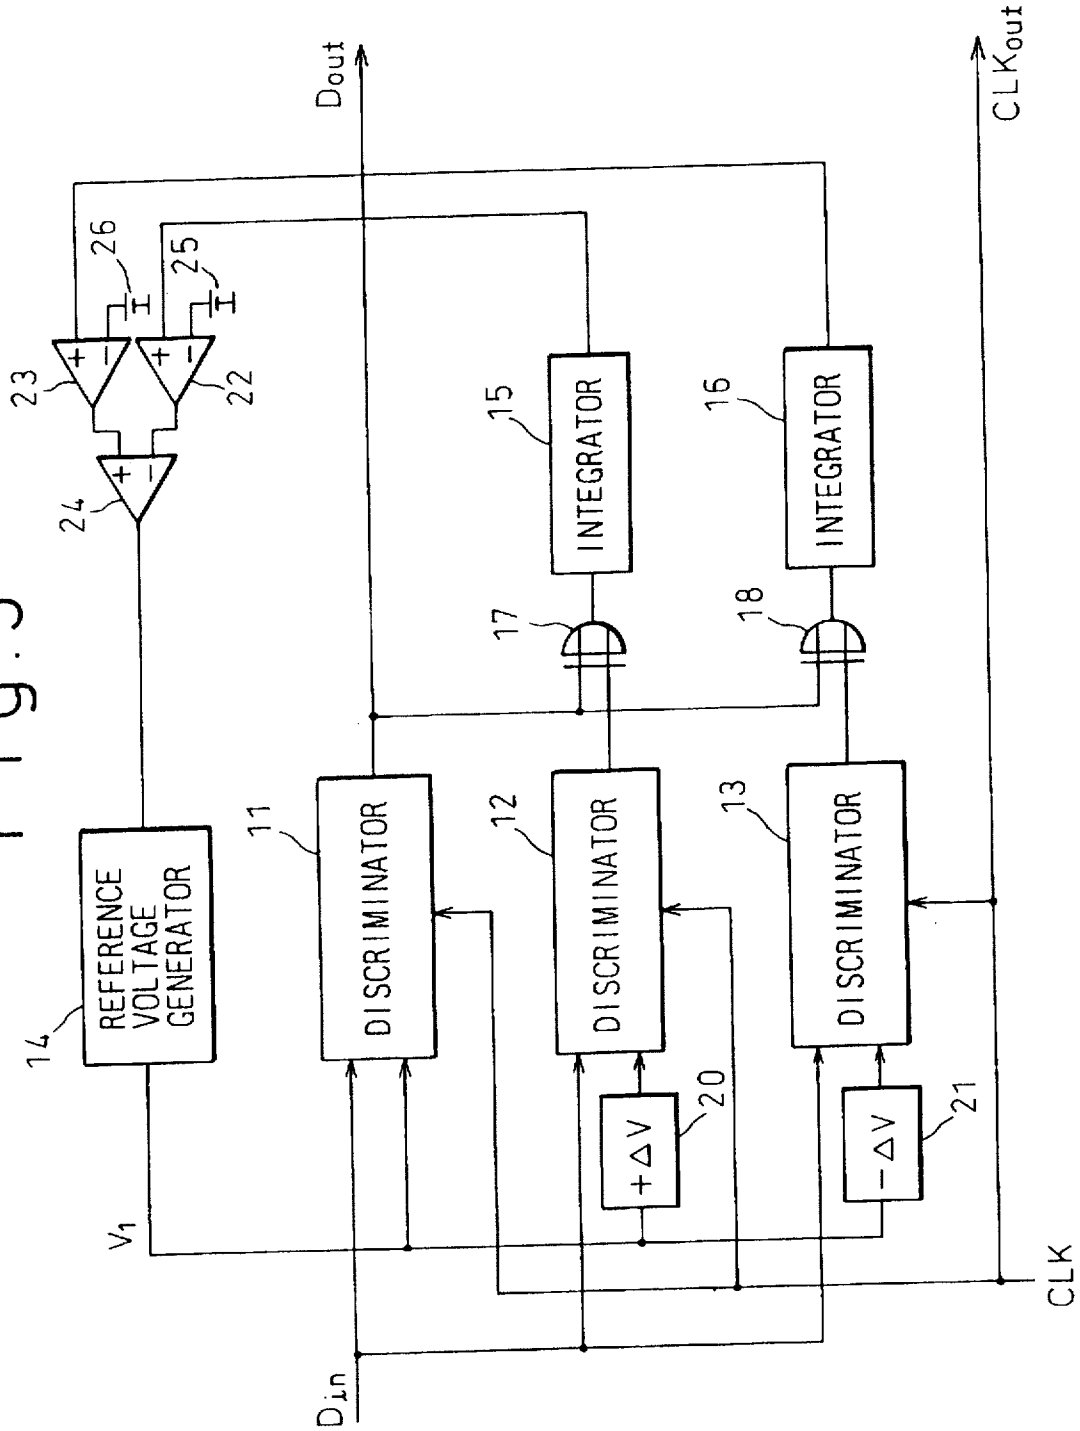 Fig.5
14
REFERENCE
VOLTAGE
GENERATOR
24
+
−
23
+
−
22
+
−
26
25
V1
11
DISCRIMINATOR
Dout
Din
12
DISCRIMINATOR
+ΔV
20
17
15
INTEGRATOR
13
DISCRIMINATOR
−ΔV
21
18
16
INTEGRATOR
CLK
CLKout